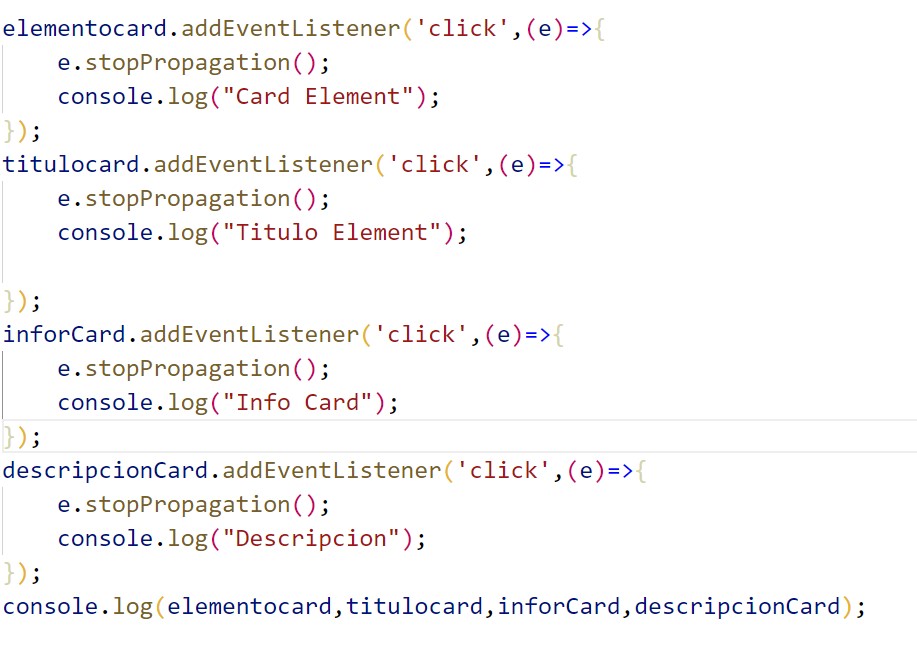 elementocard.addEventListener('click',(e)=>{
    e.stopPropagation();
    console.log("Card Element");
});
titulocard.addEventListener('click',(e)=>{
    e.stopPropagation();
    console.log("Titulo Element");

});
inforCard.addEventListener('click',(e)=>{
    e.stopPropagation();
    console.log("Info Card");
});
descripcionCard.addEventListener('click',(e)=>{
    e.stopPropagation();
    console.log("Descripcion");
});
console.log(elementocard,titulocard,inforCard,descripcionCard);